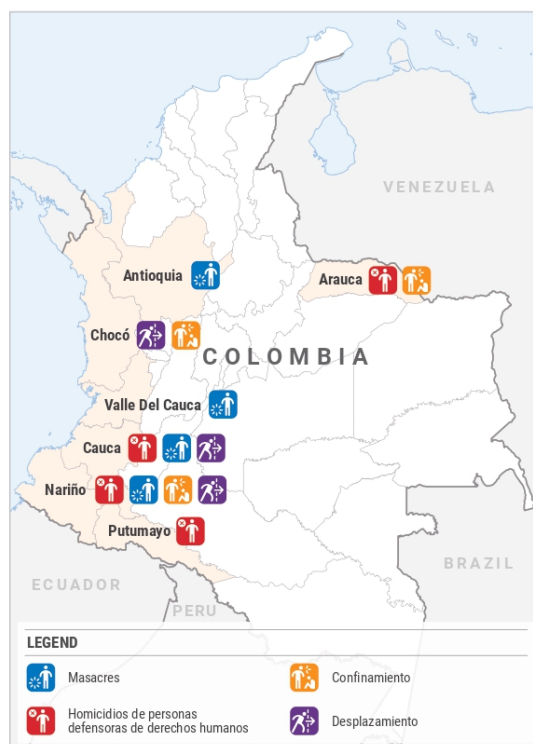 VENEZUELA
Antioquia
Arauca
Chocó
COLOMBIA
Valle Del Cauca
Cauca
Nariño
Putumayo
BRAZIL
ECUADOR
PERU
LEGEND
Masacres
Confinamiento
Homicidios de personas
defensoras de derechos humanos
Desplazamiento